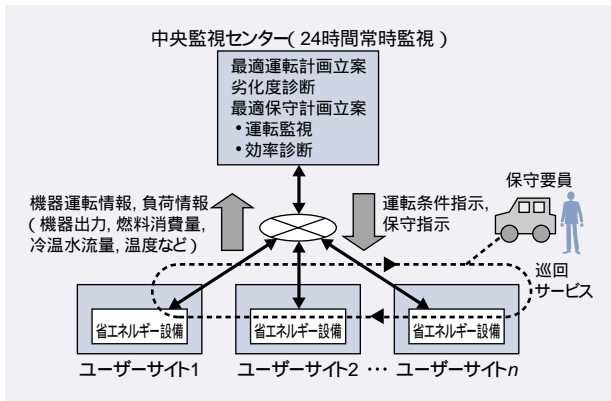 中央監視センター(24時間常時監視)
最適運転計画立案
劣化度診断
最適保守計画立案
•運転監視
•効率診断
機器運転情報, 負荷情報
(機器出力, 燃料消費量,
冷温水流量, 温度など)
運転条件指示,
保守指示
保守要員
巡回
サービス
省エネルギー設備
省エネルギー設備
省エネルギー設備
ユーザーサイト1
ユーザーサイト2 … ユーザーサイトn